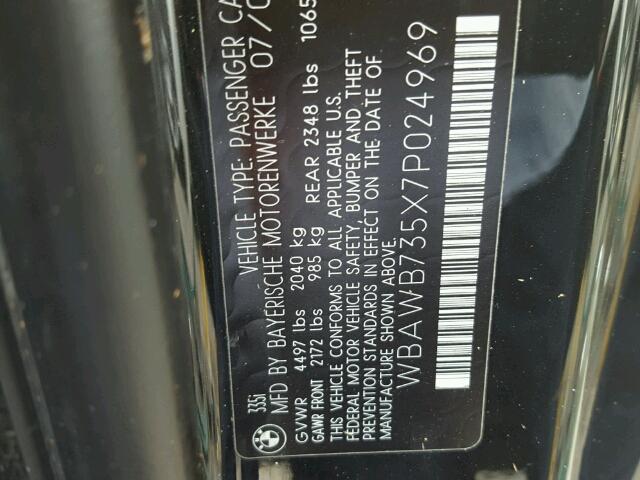 335i
VEHICLE TYPE: PASSENGER CA
MFD BY BAYERISCHE MOTORENWERKE 07/0
GVWR 4497 lbs 2040 kg
GAWR FRONT 2172 lbs 985 kg REAR 2348 lbs 1065
THIS VEHICLE CONFORMS TO ALL APPLICABLE U.S.
FEDERAL MOTOR VEHICLE SAFETY, BUMPER AND THEFT
PREVENTION STANDARDS IN EFFECT ON THE DATE OF
MANUFACTURE SHOWN ABOVE.
WBAWB735X7P024969